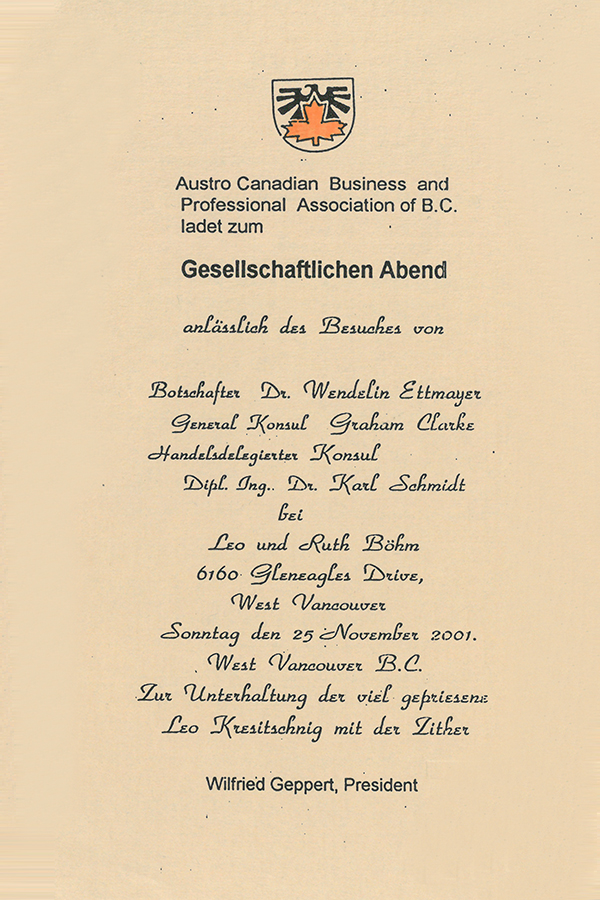 Austro Canadian Business and
Professional Association of B.C.
ladet zum
Gesellschaftlichen Abend
anlässlich des Besuches von
Botschafter Dr. Wendelin Ettmayer
General Konsul Graham Clarke
Handelsdelegierter Konsul
Dipl. Ing.. Dr. Karl Schmidt
bei
Leo und Ruth Böhm
6160 Gleneagles Drive,
West Vancouver
Sonntag den 25 November 2001.
West Vancouver B.C.
Zur Unterhaltung der viel gepriesene
Leo Kresitschnig mit der Zither
Wilfried Geppert, President